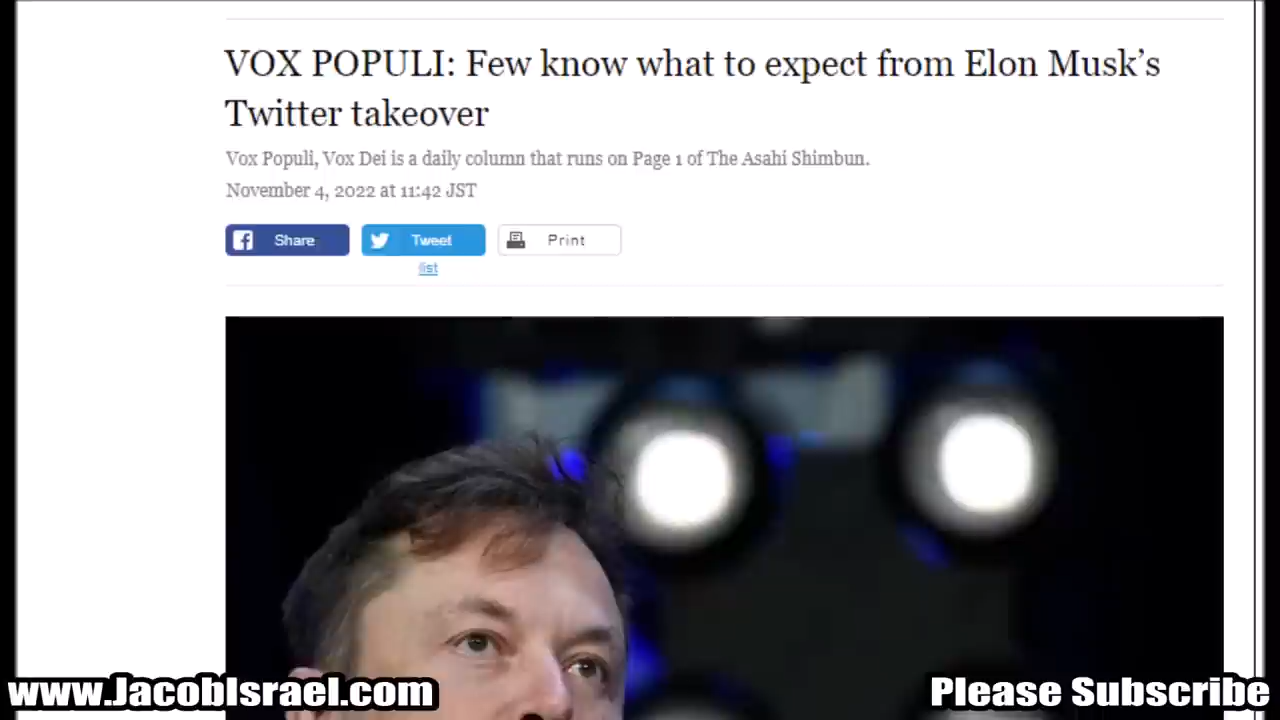 VOX POPULI: Few know what to expect from Elon Musk’s
Twitter takeover
Vox Populi, Vox Dei is a daily column that runs on Page 1 of The Asahi Shimbun.
November 4, 2022 at 11:42 JST
Share Tweet Print
list
www.JacobIsrael.com Please Subscribe